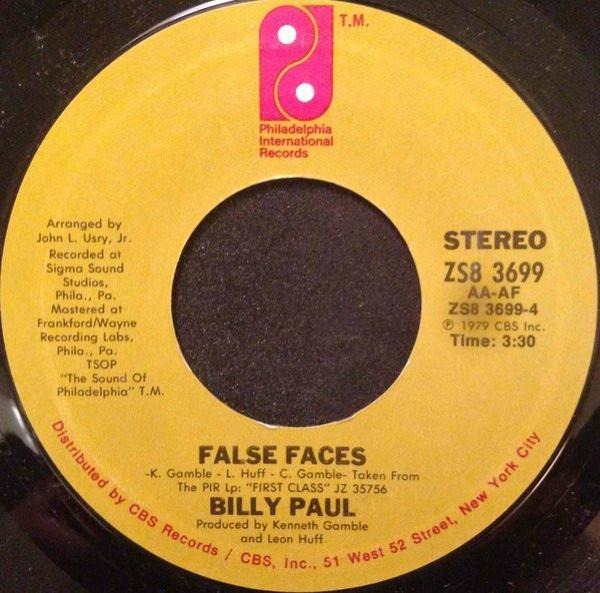 T.M.
Philadelphia
International
Records
Arranged by
John L. Usry, Jr.
Recorded at
Sigma Sound
Studios,
Phila., Pa.
Mastered at
Frankford/Wayne
Recording Labs,
Phila., Pa.
TSOP
"The Sound Of
Philadelphia" T.M.
STEREO
ZS8 3699
AA-AF
ZS8 3699-4
℗ 1979 CBS Inc.
Time: 3:30
FALSE FACES
-K. Gamble - L. Huff - C. Gamble- Taken From
The PIR Lp: "FIRST CLASS" JZ 35756
BILLY PAUL
Produced by Kenneth Gamble
and Leon Huff
Distributed by CBS Records / CBS, Inc., 51 West 52 Street, New York City